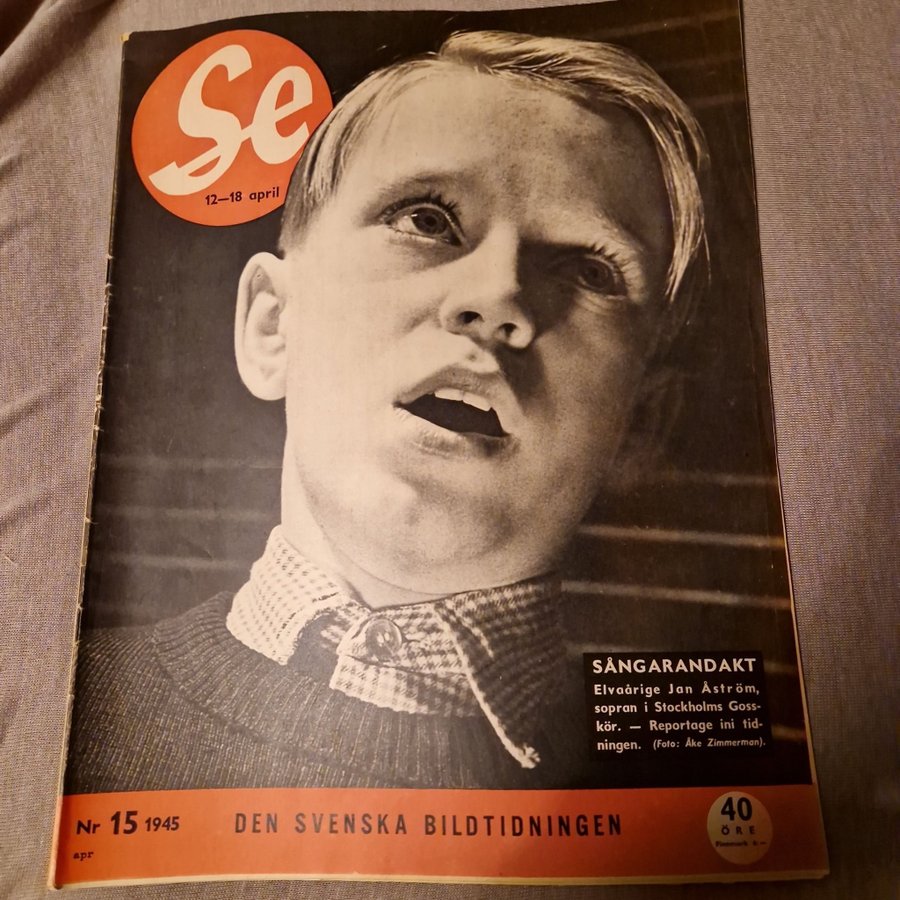 Se
12—18 april
SÅNGARANDAKT
Elvaårige Jan Åström,
sopran i Stockholms Goss-
kör. — Reportage ini tid-
ningen. (Foto: Åke Zimmerman).
Nr 15 1945
apr
DEN SVENSKA BILDTIDNINGEN
40
ÖRE